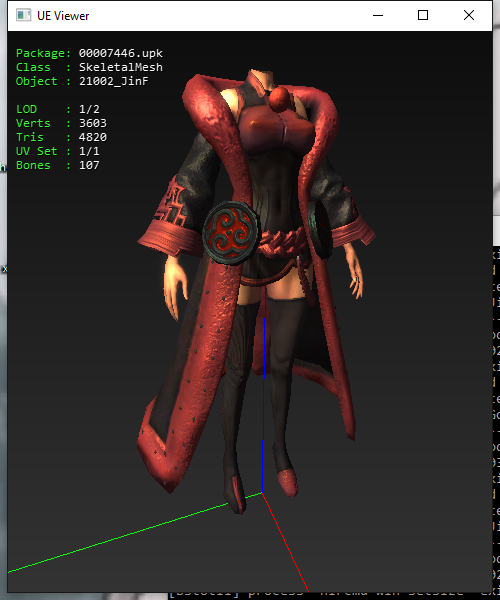 UE Viewer
Package: 00007446.upk
Class : SkeletalMesh
Object : 21002_JinF
LOD : 1/2
Verts : 3603
Tris : 4820
UV Set : 1/1
Bones : 107